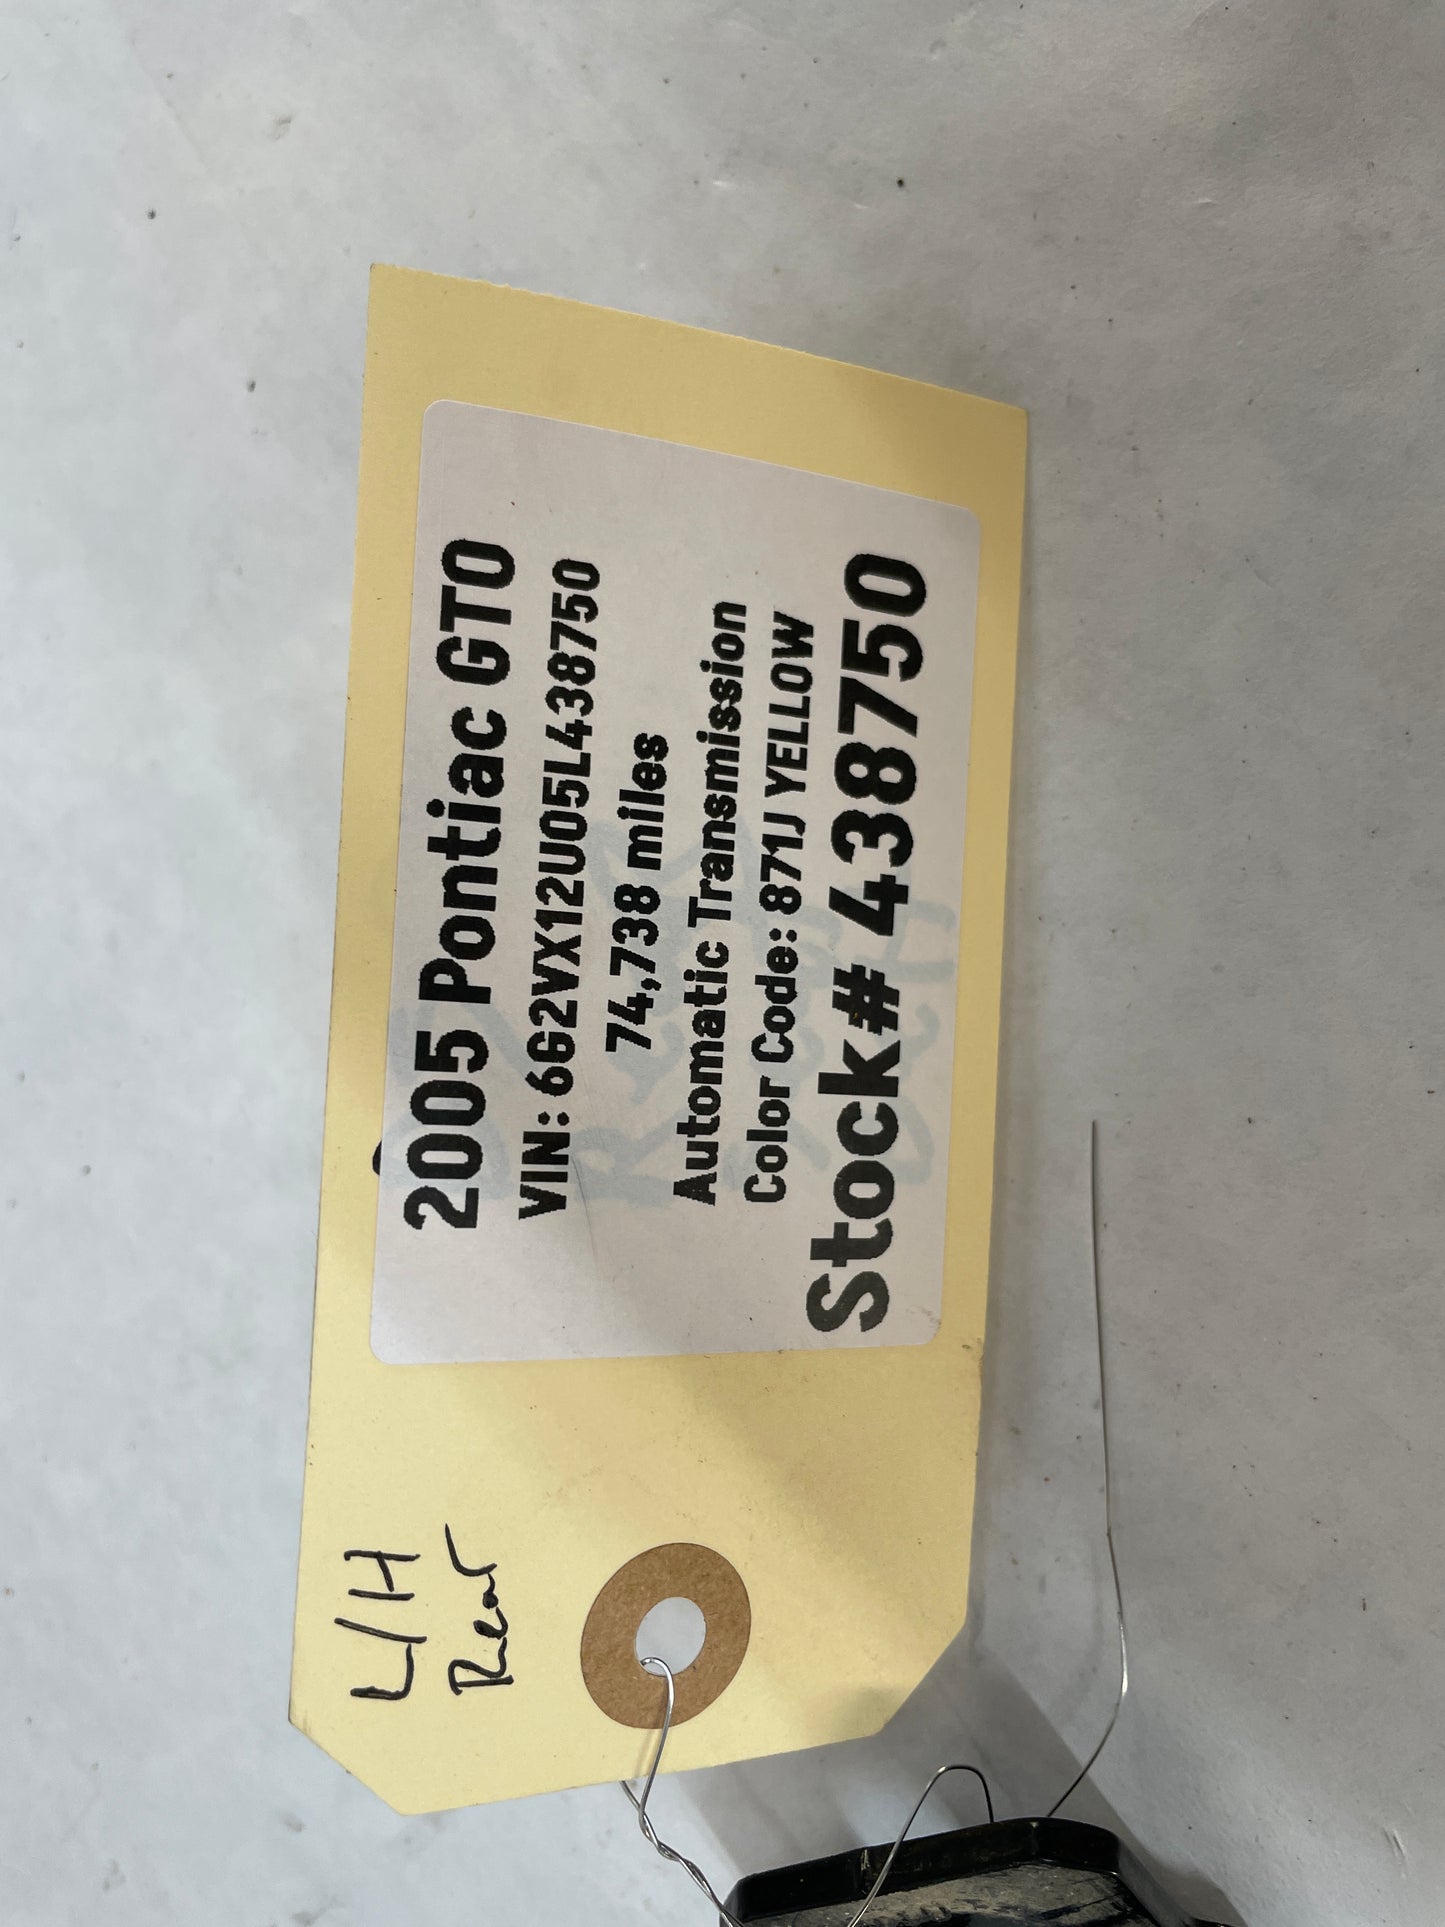 L/H
Rear
2005 Pontiac GTO
VIN: 6G2VX12U05L438750
74,738 miles
Automatic Transmission
Color Code: 871J YELLOW
Stock# 438750